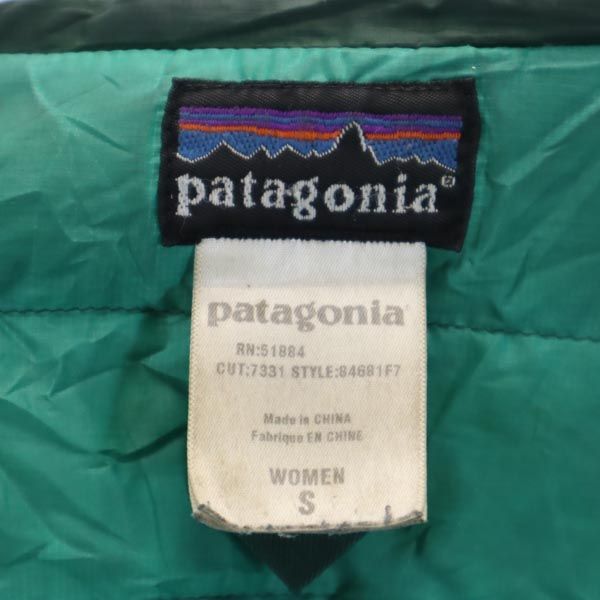 patagonia®
patagonia®
RN:51884
CUT:7331 STYLE:84681F7
Made in CHINA
Fabriqué EN CHINE
WOMEN
S